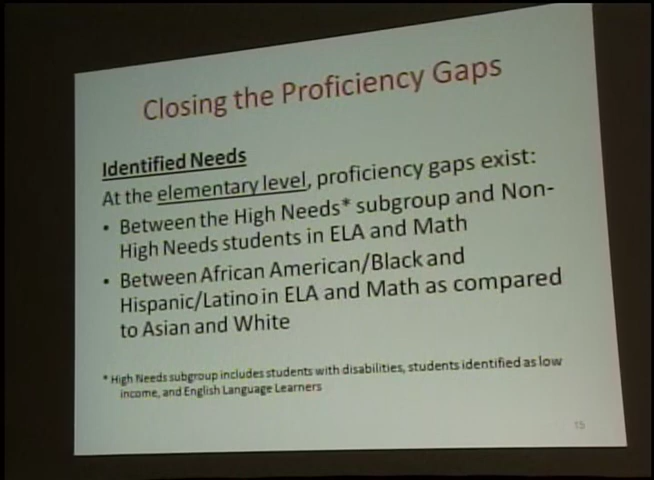 Closing the Proficiency Gaps
Identified Needs
At the elementary level, proficiency gaps exist:
• Between the High Needs* subgroup and Non-
High Needs students in ELA and Math
• Between African American/Black and
Hispanic/Latino in ELA and Math as compared
to Asian and White
* High Needs subgroup includes students with disabilities, students identified as low
income, and English Language Learners
15